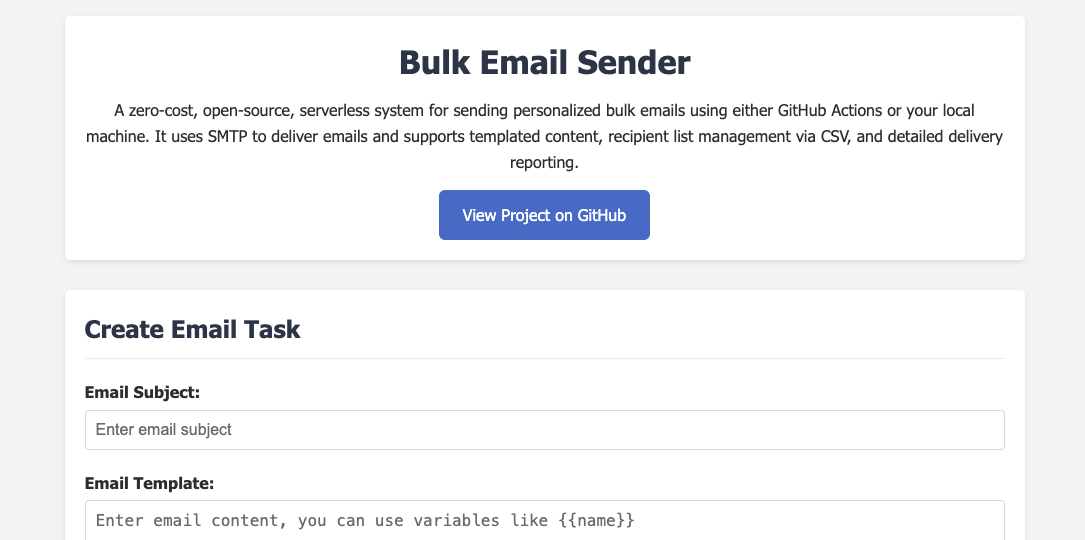 Bulk Email Sender
A zero-cost, open-source, serverless system for sending personalized bulk emails using either GitHub Actions or your local
machine. It uses SMTP to deliver emails and supports templated content, recipient list management via CSV, and detailed delivery
reporting.
View Project on GitHub
Create Email Task
Email Subject:
Enter email subject
Email Template:
Enter email content, you can use variables like {{name}}